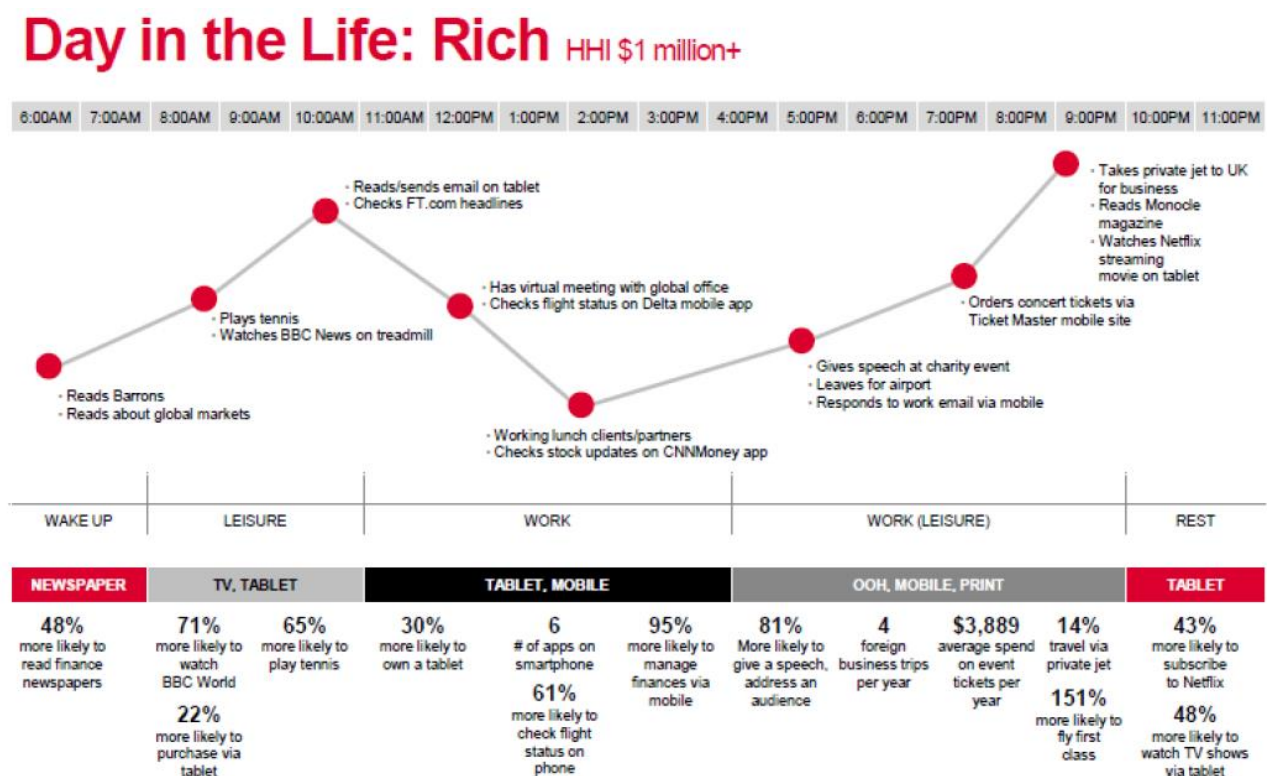 Day in the Life: Rich HHI $1 million+
6:00AM 7:00AM 8:00AM 9:00AM 10:00AM 11:00AM 12:00PM 1:00PM 2:00PM 3:00PM 4:00PM 5:00PM 6:00PM 7:00PM 8:00PM 9:00PM 10:00PM 11:00PM
· Reads Barrons
· Reads about global markets
· Plays tennis
· Watches BBC News on treadmill
· Reads/sends email on tablet
· Checks FT.com headlines
· Has virtual meeting with global office
· Checks flight status on Delta mobile app
· Working lunch clients/partners
· Checks stock updates on CNNMoney app
· Gives speech at charity event
· Leaves for airport
· Responds to work email via mobile
· Orders concert tickets via
Ticket Master mobile site
· Takes private jet to UK
for business
· Reads Monocle
magazine
· Watches Netflix
streaming
movie on tablet
WAKE UP LEISURE WORK WORK (LEISURE) REST
NEWSPAPER TV, TABLET TABLET, MOBILE OOH, MOBILE, PRINT TABLET
48%
more likely to
read finance
newspapers
71%
more likely to
watch
BBC World
22%
more likely to
purchase via
tablet
65%
more likely to
play tennis
30%
more likely to
own a tablet
6
# of apps on
smartphone
61%
more likely to
check flight
status on
phone
95%
more likely to
manage
finances via
mobile
81%
More likely to
give a speech,
address an
audience
4
foreign
business trips
per year
$3,889
average spend
on event
tickets per
year
14%
travel via
private jet
151%
more likely to
fly first
class
43%
more likely to
subscribe
to Netflix
48%
more likely to
watch TV shows
via tablet